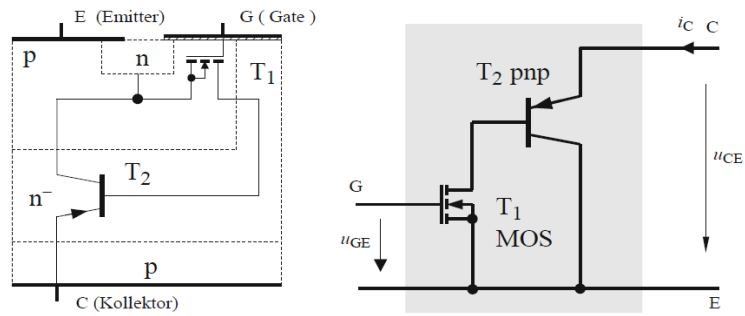 E (Emitter)
G ( Gate )
p
n
T1
T2
n−
p
C (Kollektor)
iC C
T2 pnp
uCE
G
T1
MOS
uGE
E